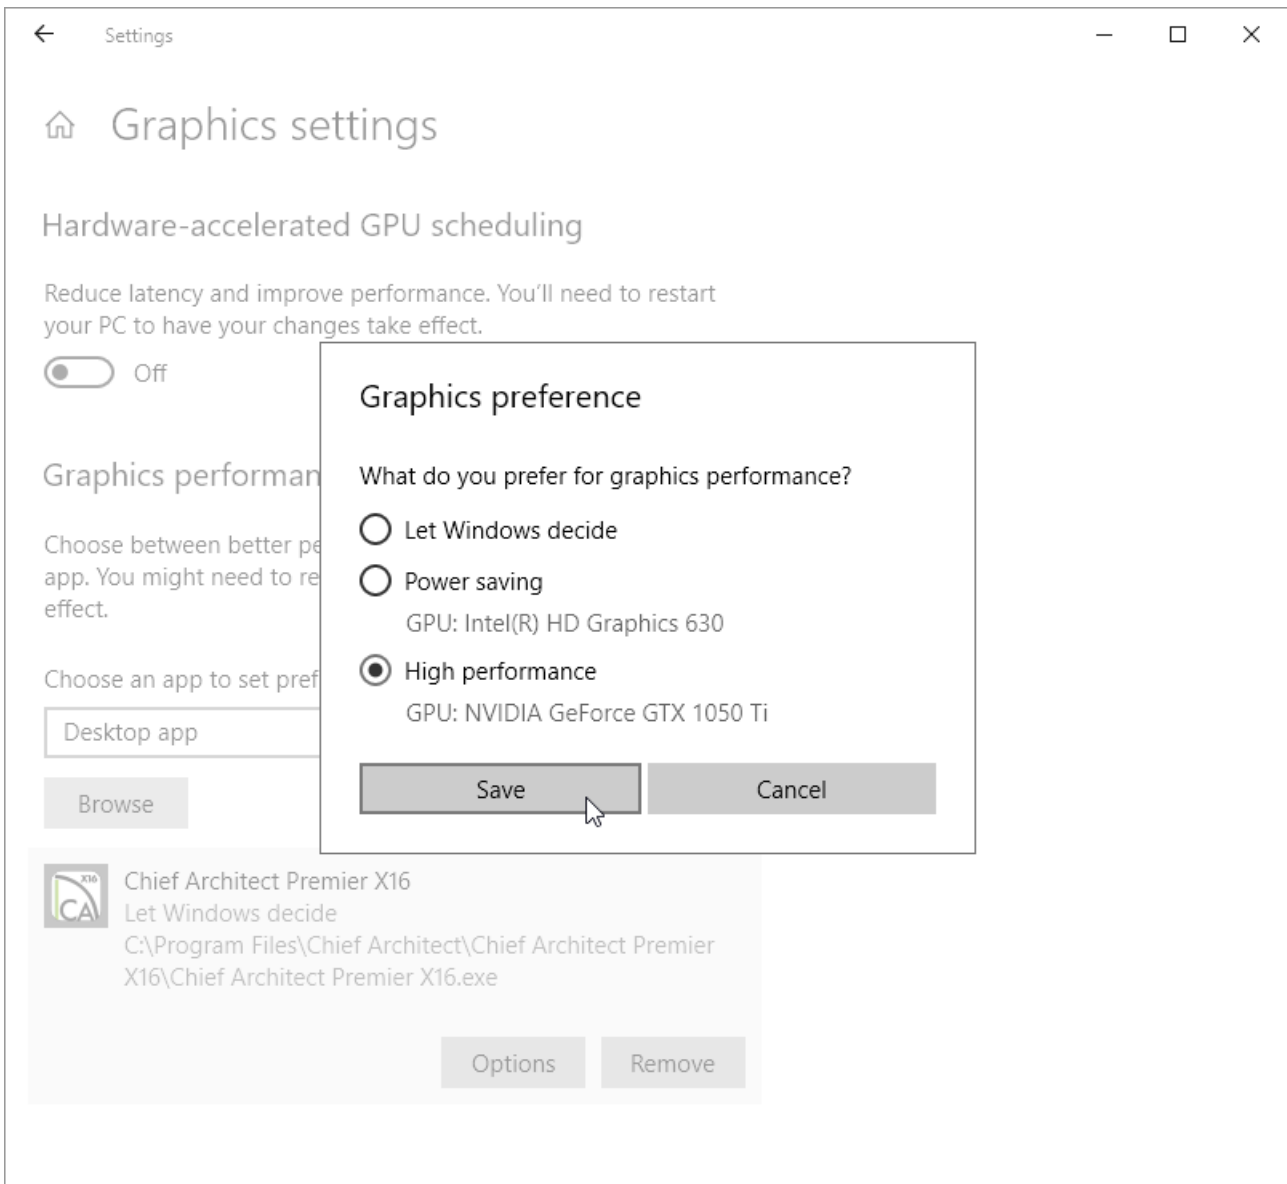 Settings
Graphics settings
Hardware-accelerated GPU scheduling
Reduce latency and improve performance. You'll need to restart
your PC to have your changes take effect.
Off
Graphics performan
Choose between better pe
app. You might need to re
effect.
Choose an app to set pref
Desktop app
Browse
Graphics preference
What do you prefer for graphics performance?
Let Windows decide
Power saving
GPU: Intel(R) HD Graphics 630
High performance
GPU: NVIDIA GeForce GTX 1050 Ti
Save
Cancel
X16
CA
Chief Architect Premier X16
Let Windows decide
C:\Program Files\Chief Architect\Chief Architect Premier
X16\Chief Architect Premier X16.exe
Options
Remove